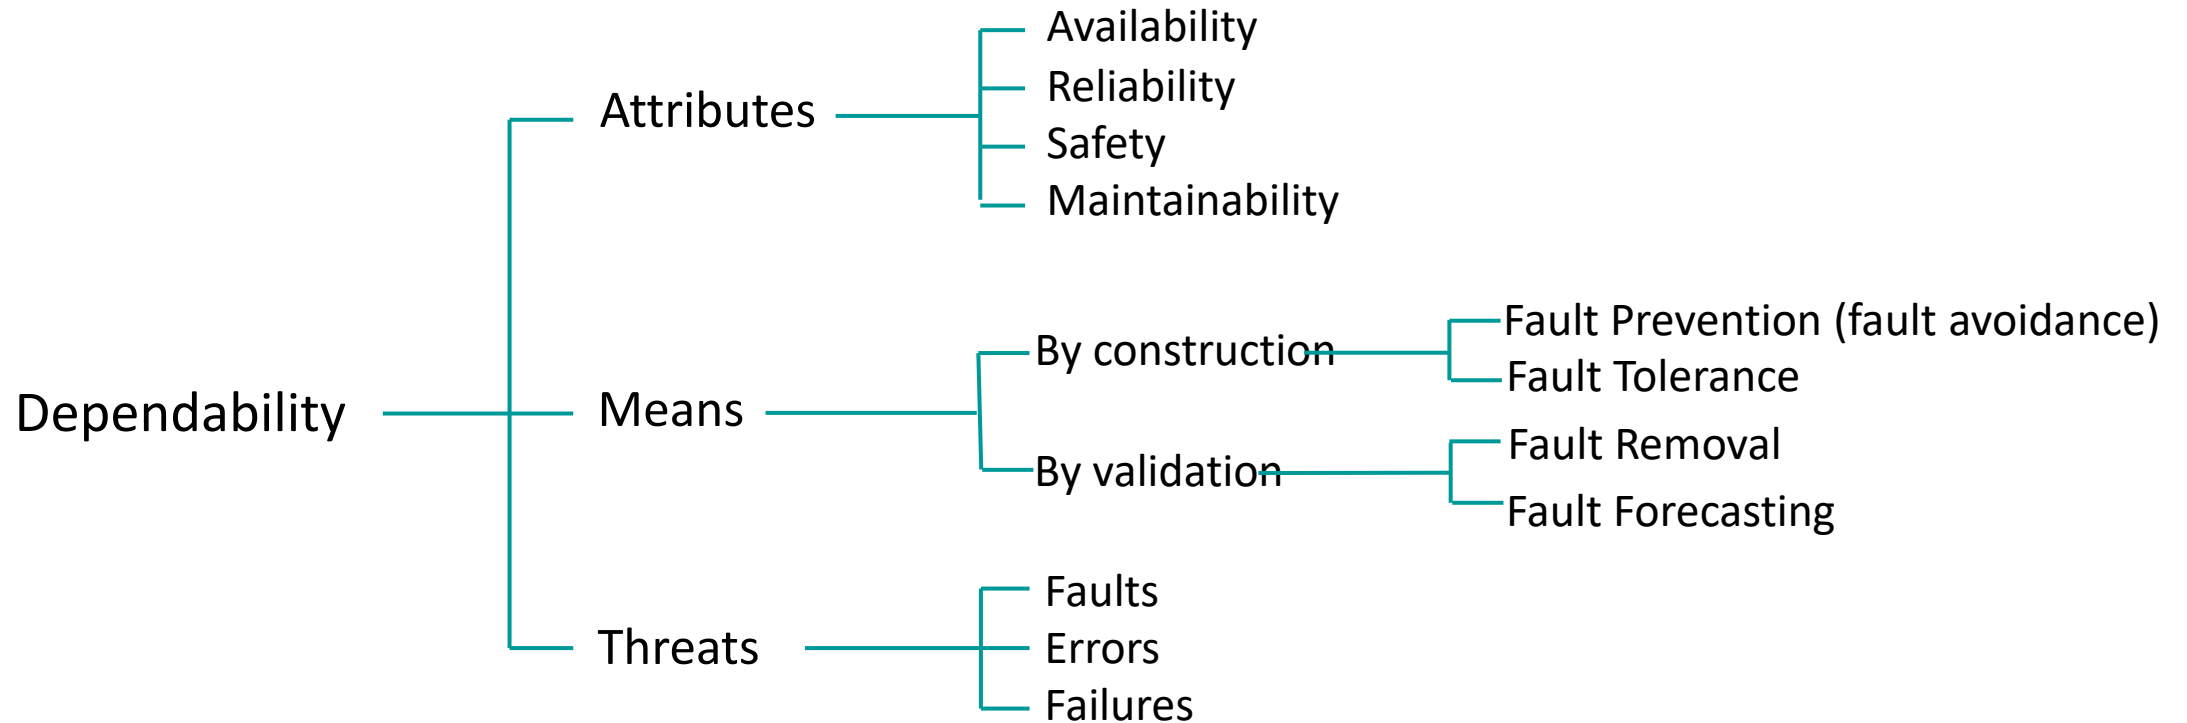 Dependability
Attributes
Availability
Reliability
Safety
Maintainability
Means
By construction
Fault Prevention (fault avoidance)
Fault Tolerance
By validation
Fault Removal
Fault Forecasting
Threats
Faults
Errors
Failures